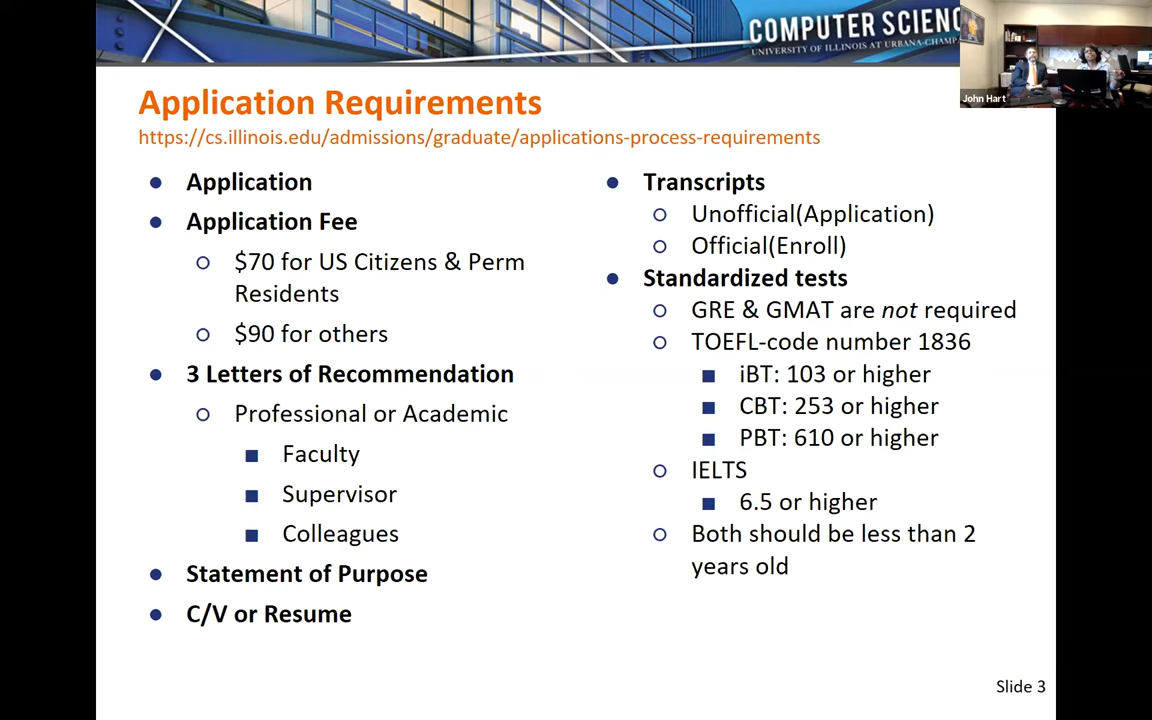 COMPUTER SCIENC
UNIVERSITY OF ILLINOIS AT URBANA-CHAMP
John Hart
Application Requirements
https://cs.illinois.edu/admissions/graduate/applications-process-requirements
Application
Application Fee
$70 for US Citizens & Perm
Residents
$90 for others
3 Letters of Recommendation
Professional or Academic
Faculty
Supervisor
Colleagues
Statement of Purpose
C/V or Resume
Transcripts
Unofficial(Application)
Official(Enroll)
Standardized tests
GRE & GMAT are not required
TOEFL-code number 1836
iBT: 103 or higher
CBT: 253 or higher
PBT: 610 or higher
IELTS
6.5 or higher
Both should be less than 2
years old
Slide 3